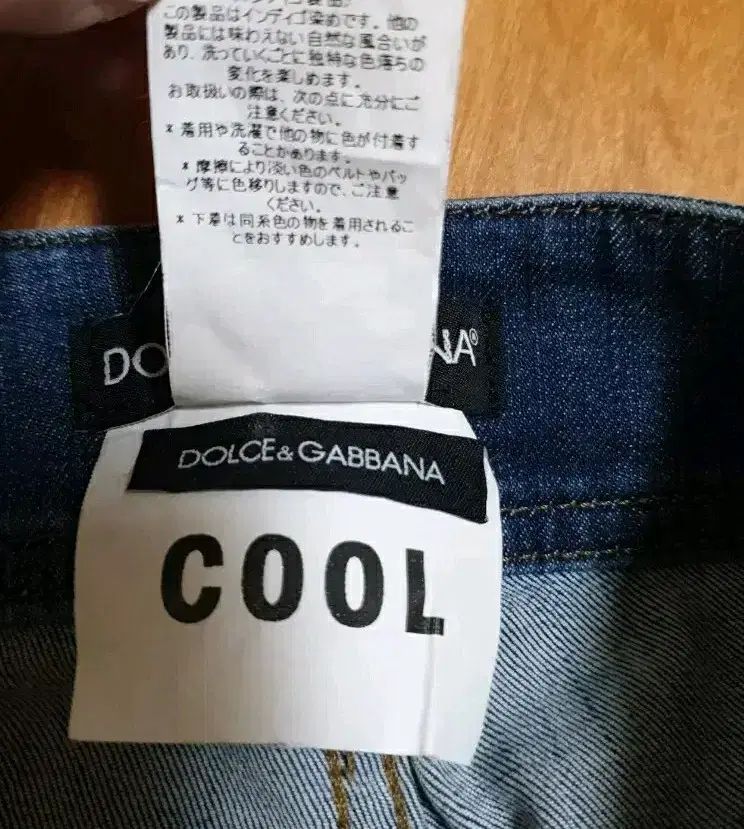 この製品はインディゴ染めです。他の
製品には味わえない自然な風合いが
あり、洗っていくごとに独特な色落ちの
変化を楽しめます。
お取扱いの際は、次の点に充分にご
注意ください。
* 着用や洗濯で他の物に色が付着す
ることがあります。
* 摩擦により淡い色のベルトやバッ
グ等に色移りしますので、ご注意
ください。
* 下着は同系色の物を着用されるこ
とをおすすめします。
DO
NA®
DOLCE&GABBANA
COOL